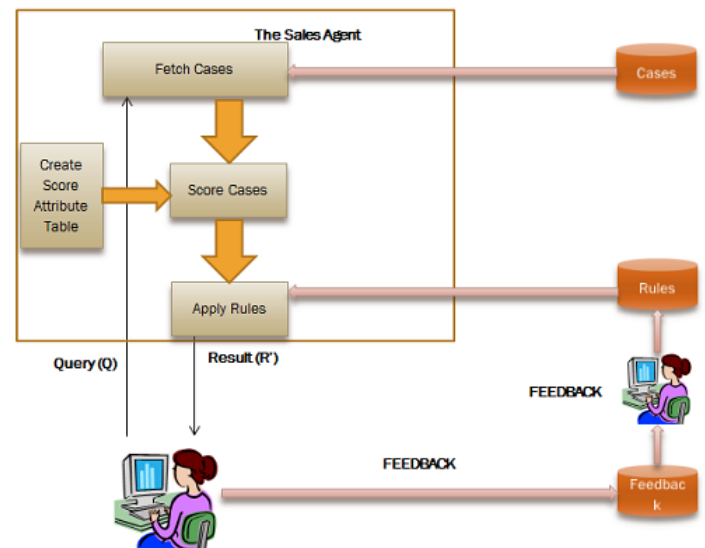 The Sales Agent
Fetch Cases
Cases
Create
Score
Attribute
Table
Score Cases
Rules
Apply Rules
Query (Q)
Result (R')
FEEDBACK
FEEDBACK
Feedbac
k